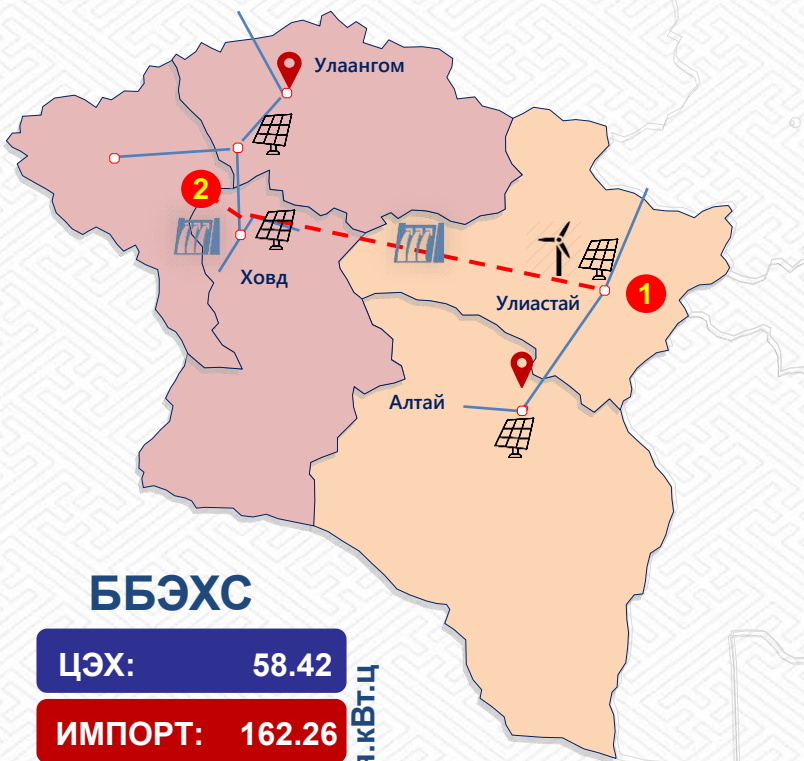 Улаангом
2
Ховд
Улиастай
1
Алтай
ББЭХС
ЦЭХ: 58.42
ИМПОРТ: 162.26
я.кВт.ц